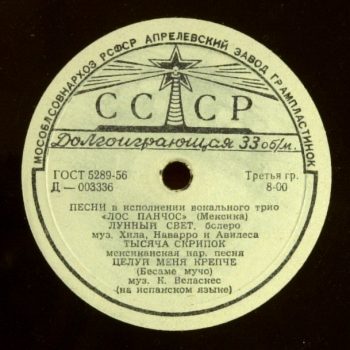 МОСОБЛСОВНАРХОЗ РСФСР АПРЕЛЕВСКИЙ ЗАВОД ГРАМПЛАСТИНОК
СССР
Долгоиграющая 33 об/м.
ГОСТ 5289-56 Третья гр.
Д — 003336 8-00
ПЕСНИ в исполнении вокального трио
«ЛОС ПАНЧОС» (Мексика)
ЛУННЫЙ СВЕТ, болеро
муз. Хила, Наварро и Авилеса
ТЫСЯЧА СКРИПОК
мексиканская нар. песня
ЦЕЛУЙ МЕНЯ КРЕПЧЕ
(Бесаме мучо)
муз. К. Веласкес
(на испанском языке)